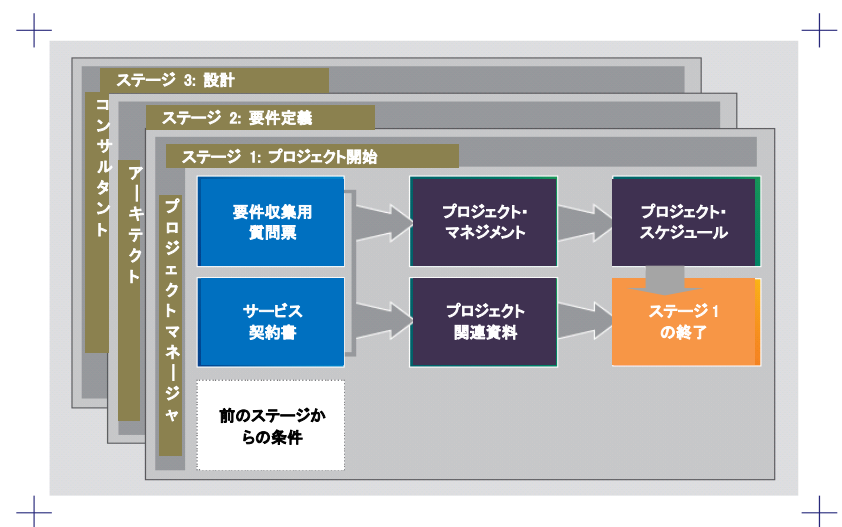 ステージ 3: 設計
コンサルタント
ステージ 2: 要件定義
アーキテクト
ステージ 1: プロジェクト開始
プロジェクトマネージャ
要件収集用
質問票
プロジェクト・
マネジメント
プロジェクト・
スケジュール
サービス
契約書
プロジェクト
関連資料
ステージ 1
の終了
前のステージか
らの条件